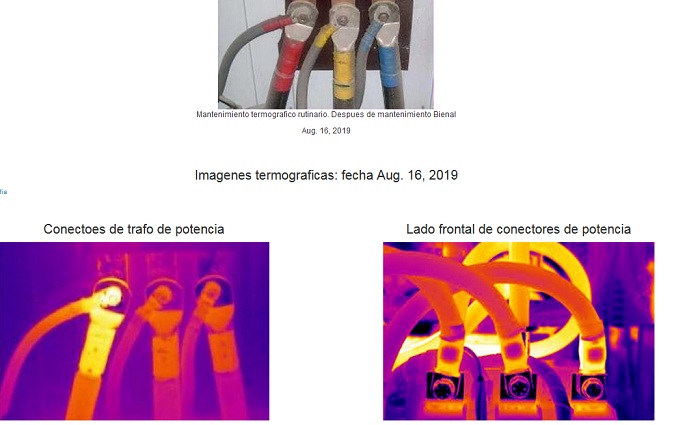 Mantenimiento termografico rutinario. Despues de mantenimiento Bienal
Aug. 16, 2019
Imagenes termograficas: fecha Aug. 16, 2019
Conectoes de trafo de potencia
Lado frontal de conectores de potencia